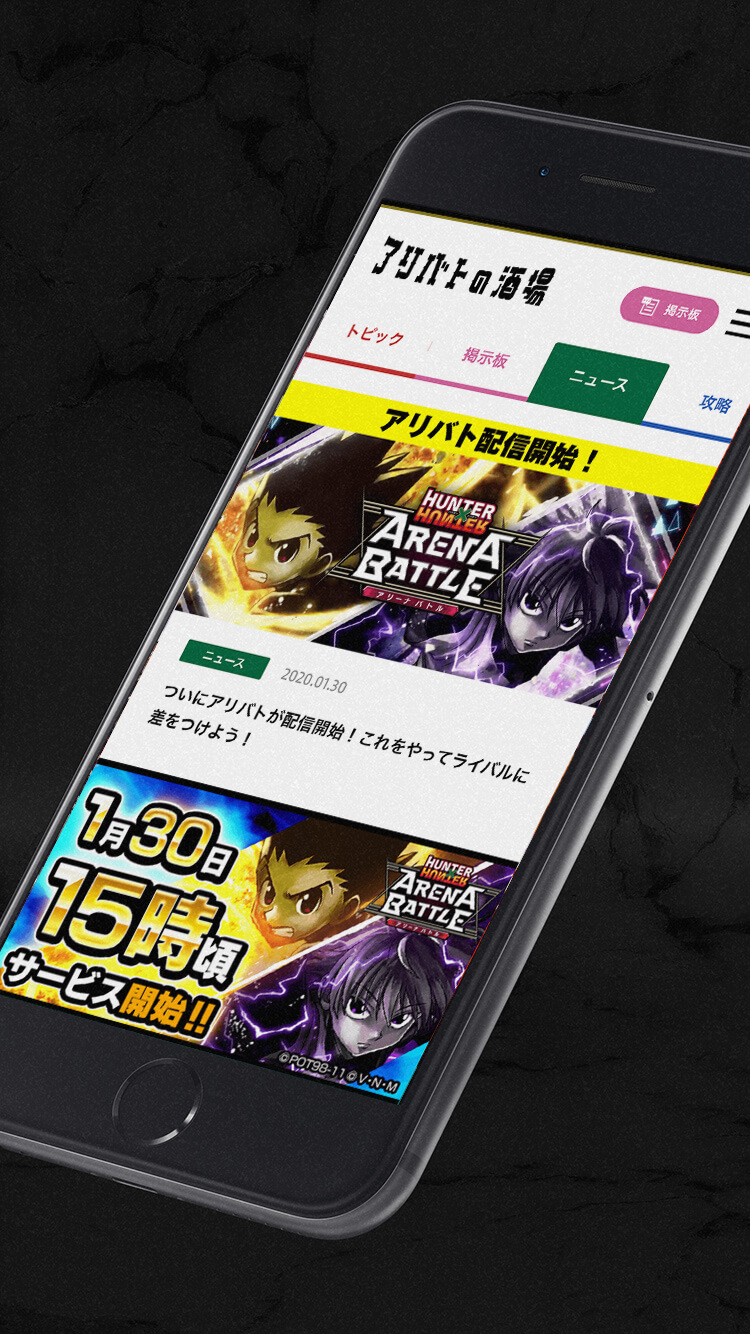 アリバトの酒場
掲示板
トピック
掲示板
ニュース
攻略
アリバト配信開始！
HUNTER
HUNTER
ARENA
BATTLE
アリーナバトル
ニュース
2020.01.30
ついにアリバトが配信開始！これをやってライバルに
差をつけよう！
1月30日
15時頃
サービス開始!!
HUNTER
HUNTER
ARENA
BATTLE
アリーナバトル
©POT98-11©V・N・M